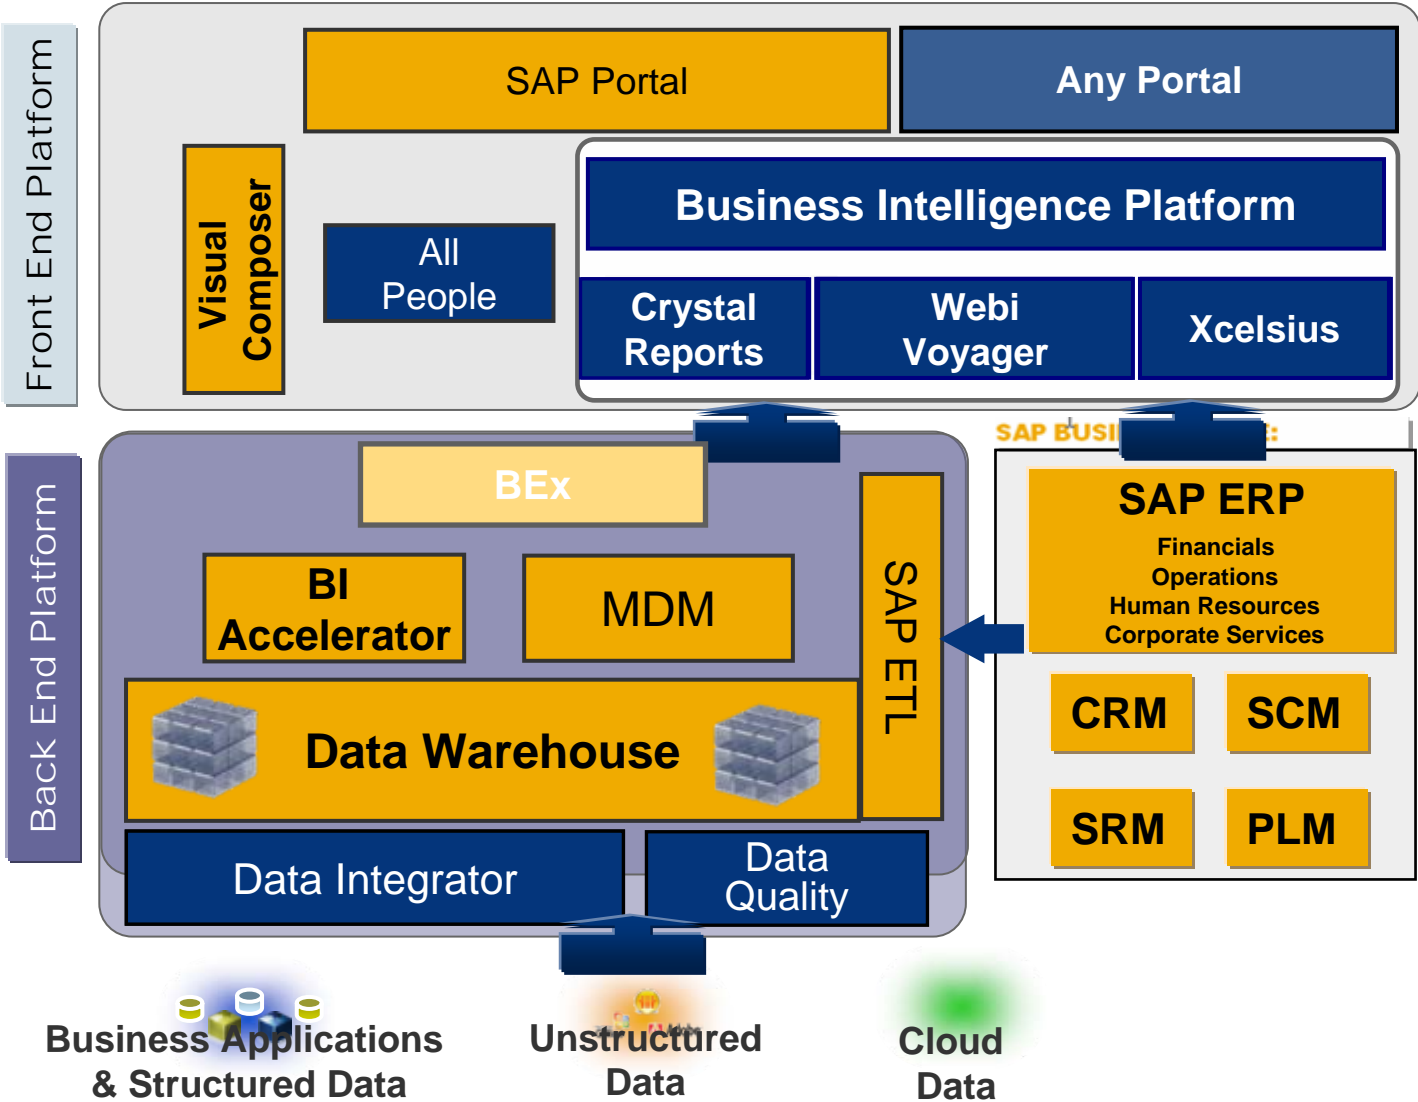 Front End Platform
SAP Portal
Any Portal
Visual
Composer
All
People
Business Intelligence Platform
Crystal
Reports
Webi
Voyager
Xcelsius
Back End Platform
BEx
BI
Accelerator
MDM
SAP ETL
Data Warehouse
Data Integrator
Data
Quality
SAP BUSI E:
SAP ERP
Financials
Operations
Human Resources
Corporate Services
CRM
SCM
SRM
PLM
Business Applications
& Structured Data
Unstructured
Data
Cloud
Data